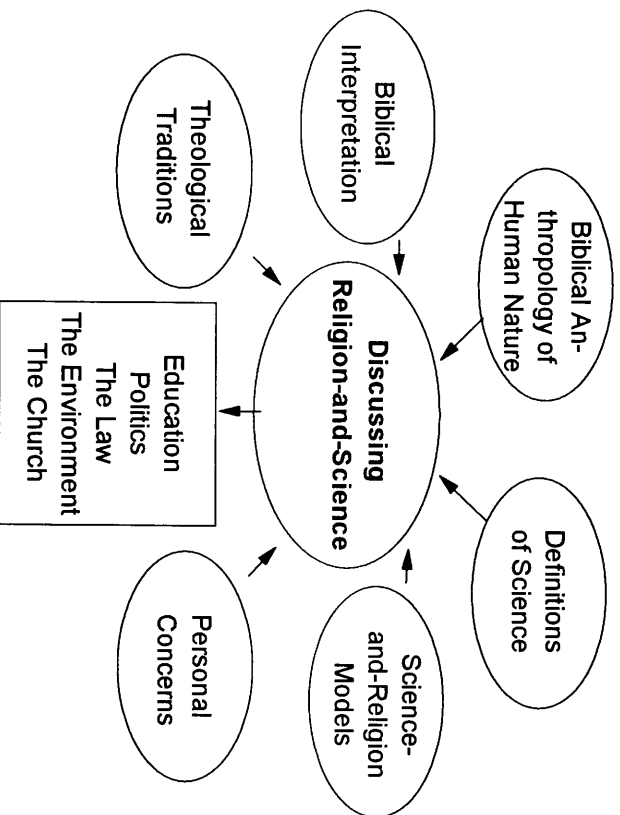 Biblical An-
thropology of
Human Nature
Definitions
of Science
Biblical
Interpretation
Discussing
Religion-and-Science
Science-
and-Religion
Models
Theological
Traditions
Personal
Concerns
Education
Politics
The Law
The Environment
The Church